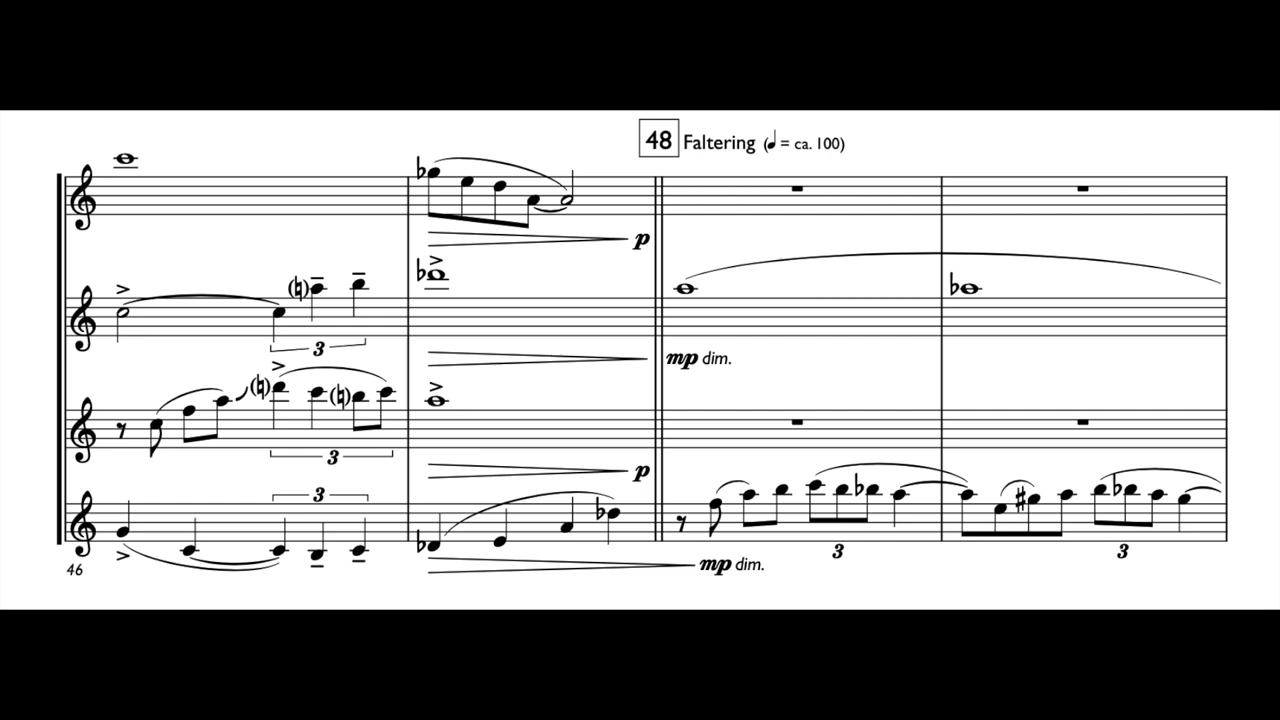 48 Faltering (♩ = ca. 100)
p
3
mp dim.
3
p
3
3
3
mp dim.
46